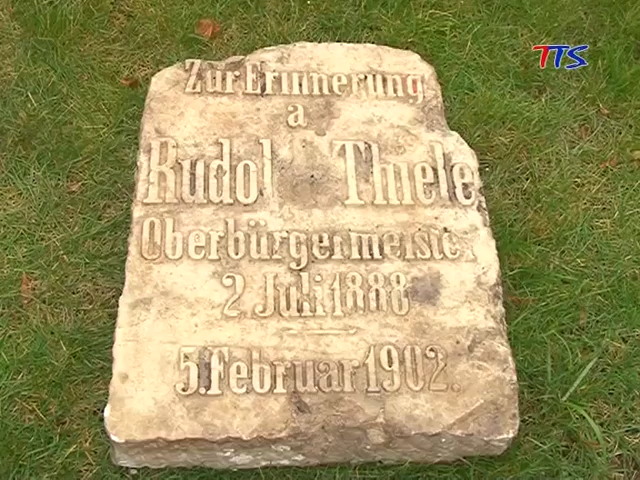 TTS
Zur Erinnerung
a
Rudol Thiele
Oberbürgermeister
2 Juli 1888
5. Februar 1902.